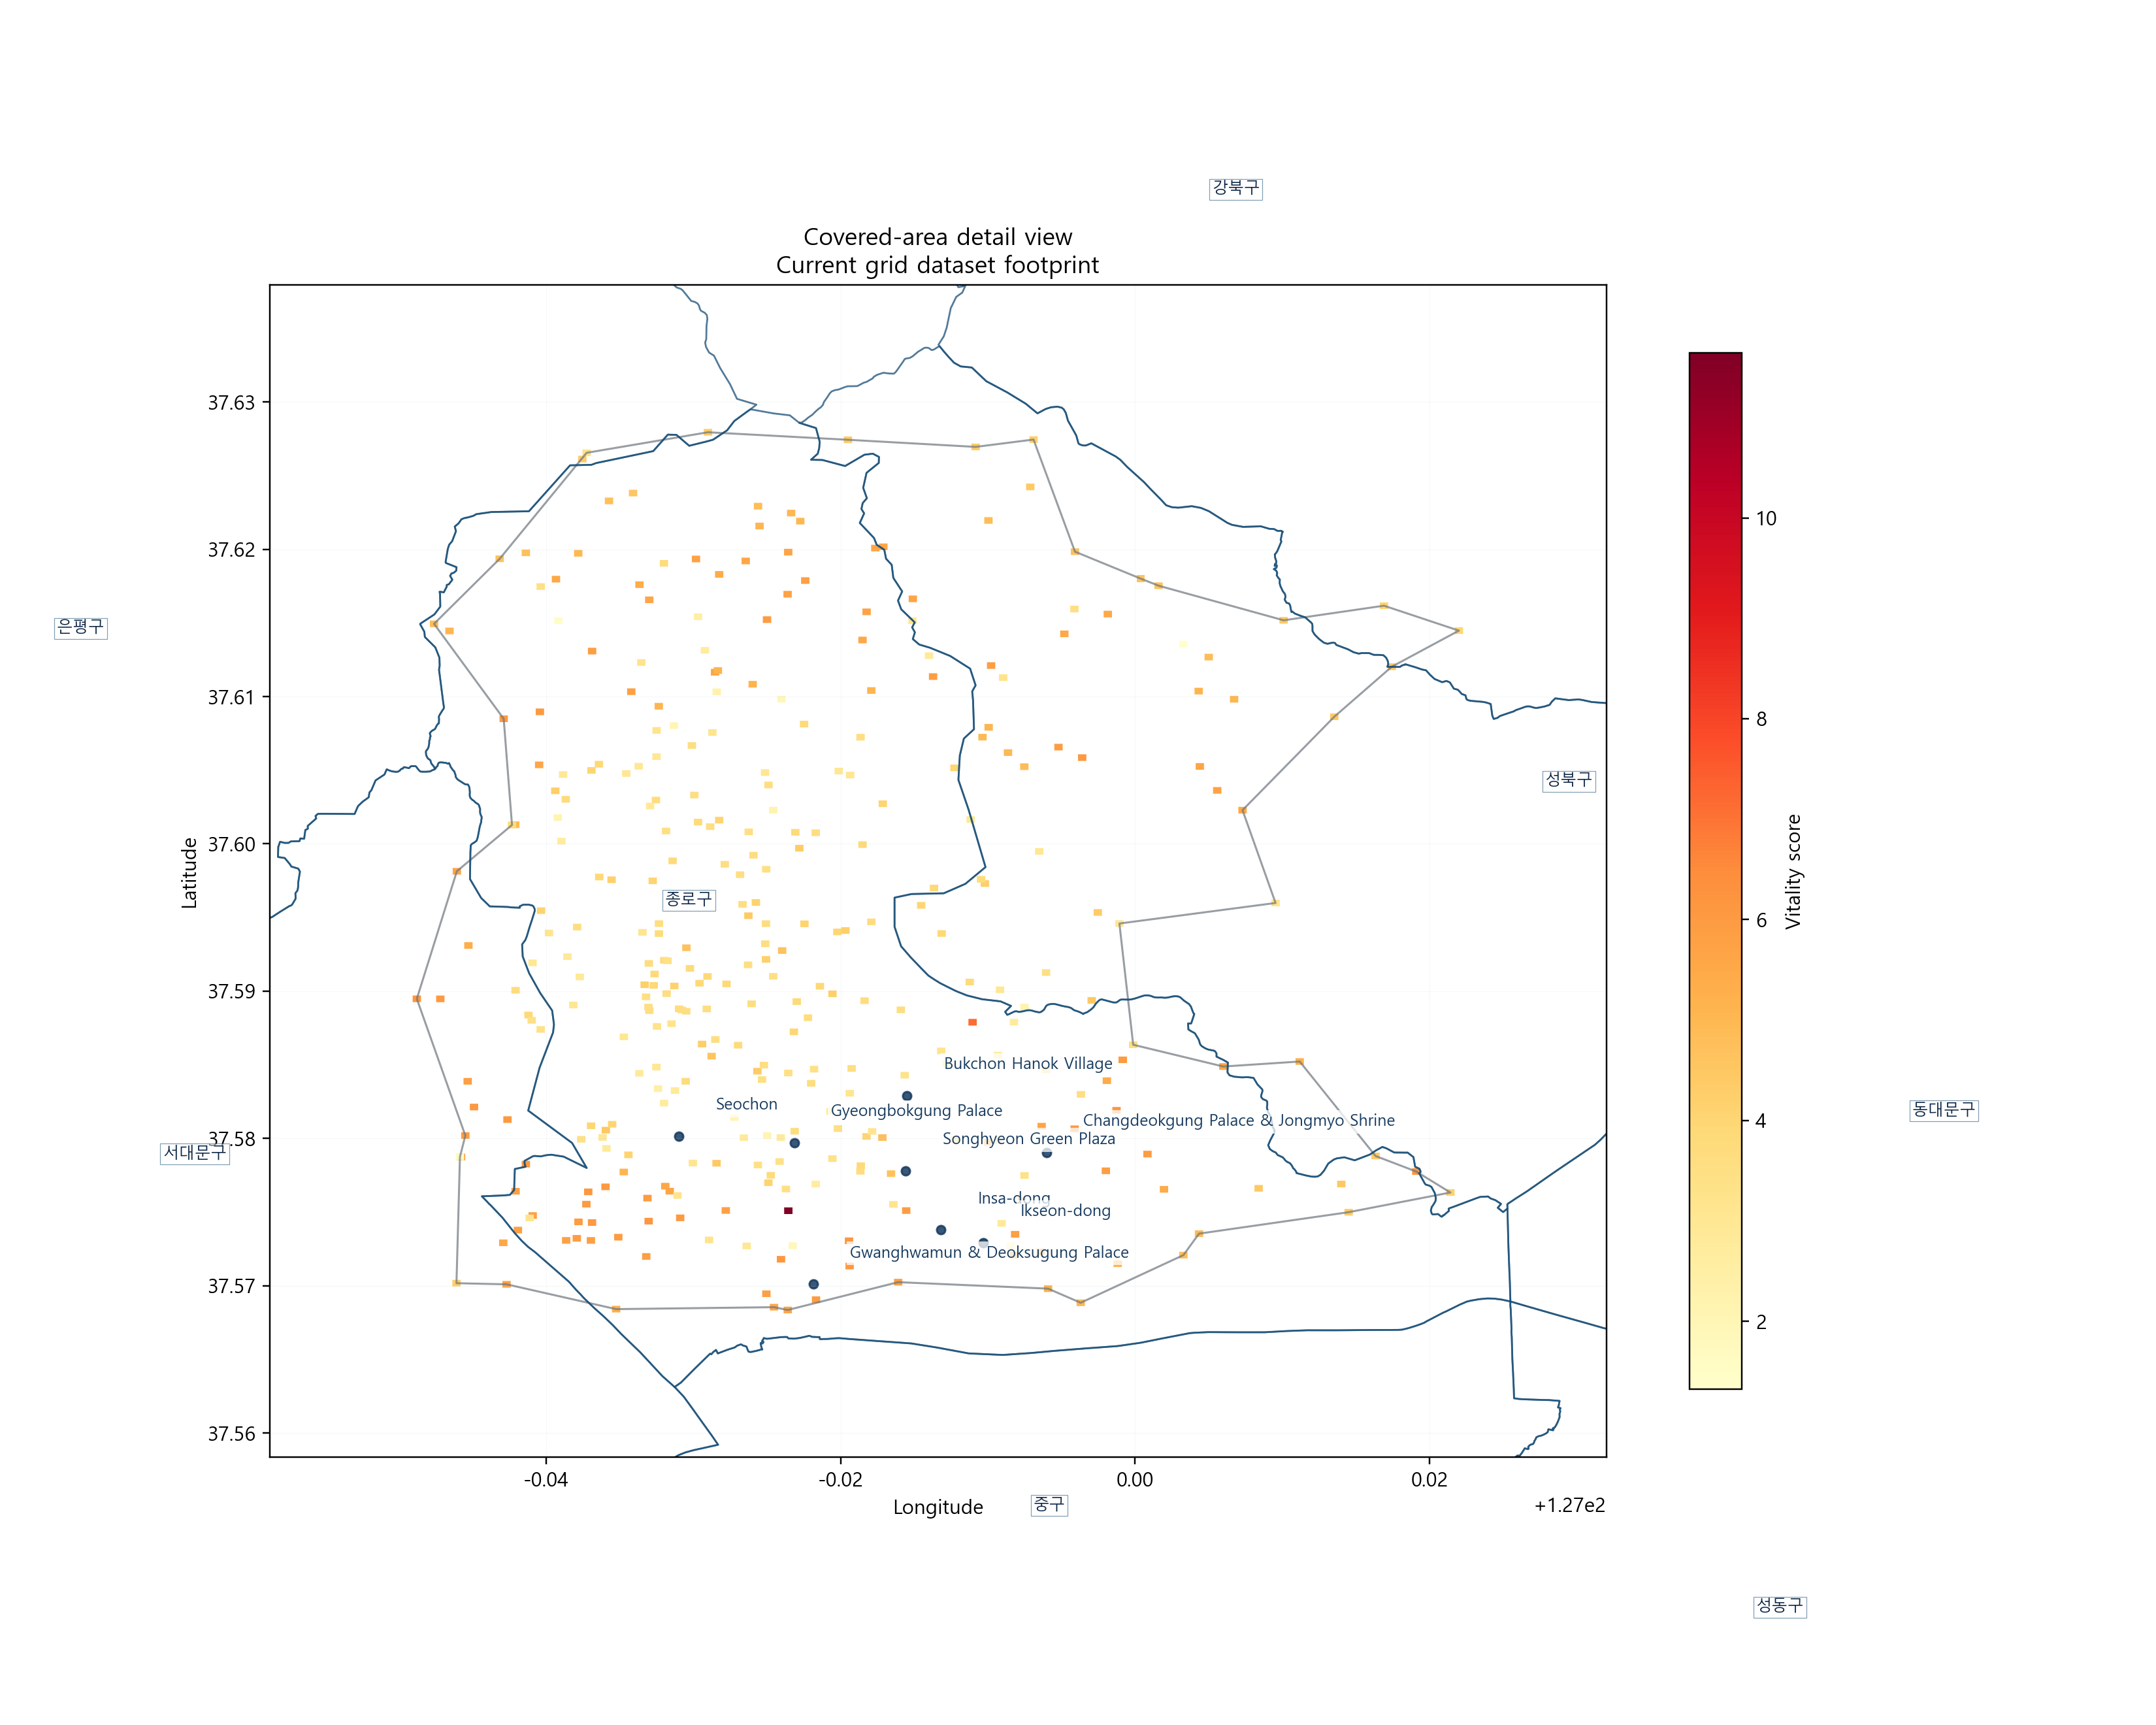 강북구
Covered-area detail view
Current grid dataset footprint
37.63
37.62
은평구
37.61
성북구
37.60
종로구
37.59
37.58
37.57
37.56
Latitude
Bukchon Hanok Village
Seochon
Gyeongbokgung Palace
Changdeokgung Palace & Jongmyo Shrine
동대문구
Songhyeon Green Plaza
서대문구
Insa-dong
Ikseon-dong
Gwanghwamun & Deoksugung Palace
10
8
6
4
2
Vitality score
-0.04
-0.02
0.00
0.02
Longitude
중구
+1.27e2
성동구